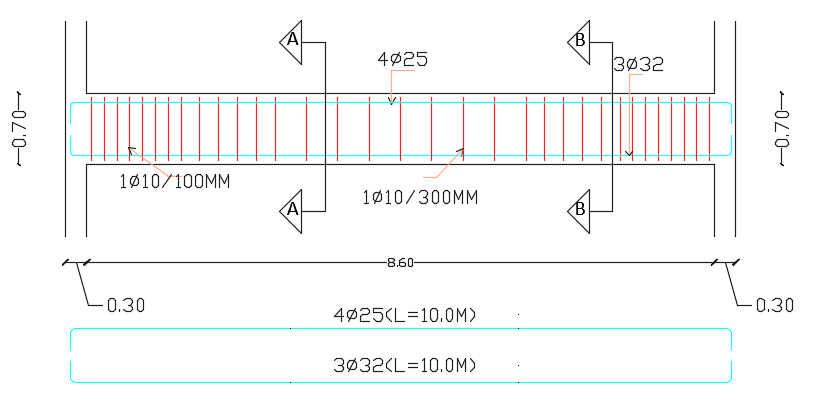 A
B
4ø25
3ø32
0.70
0.70
1ø10/100MM
1ø10/300MM
A
B
8.60
0.30
0.30
4ø25(L=10.0M)
3ø32(L=10.0M)